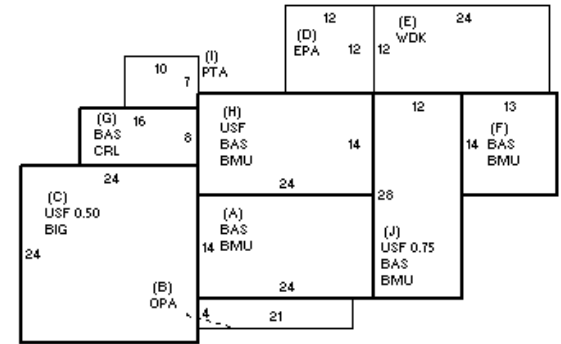 12
(E)
24
(D)
EPA
12
12
WDK
10
7
(I)
PTA
(G)
16
BAS
CRL
8
(H)
USF
BAS
BMU
14
24
12
13
14
(F)
BAS
BMU
24
(C)
USF 0.50
BIG
24
(A)
BAS
BMU
14
24
28
(J)
USF 0.75
BAS
BMU
(B)
OPA
4
21